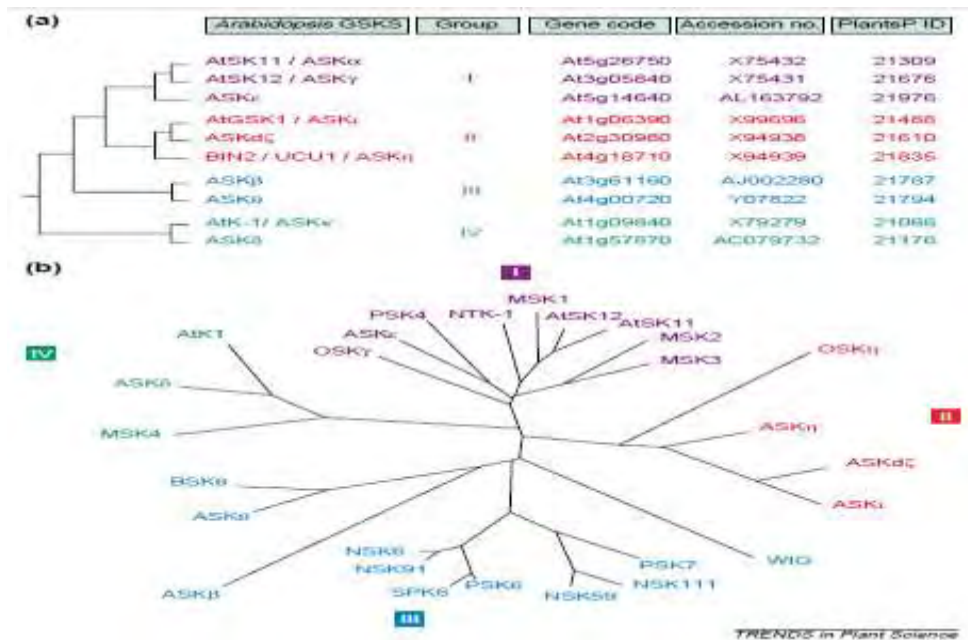 (a) Arabidopsis GSKS Group Gene code Accession no. PlantsP ID
AtSK11 / ASKα At5g26750 X75432 21309
AtSK12 / ASKγ I At3g05840 X75431 21676
ASKε At5g14640 AL163792 21976
AtGSK1 / ASKι At1g06390 X99696
ASKdζ II At2g30980 X94938 21610
BIN2 / UCU1 / ASKη At4g18710 X94939 21835
ASKβ At3g61160 AJ002280 21787
ASKθ III At4g00720 Y07822 21794
AtK-1/ ASKκ At1g09840 X79279
ASKδ IV At1g57870 AC079732
(b)
I
MSK1
PSK4 NTK-1 AtSK12
AtK1 ASKε AtSK11
OSKγ MSK2
IV MSK3 OSKη
ASKδ
II
MSK4 ASKη
ASKdζ
BSKθ
ASKι
ASKθ
NSK6 WIG
NSK91 PSK7
ASKβ SPK6 PSK6 NSK59 NSK111
III
TRENDS in Plant Science